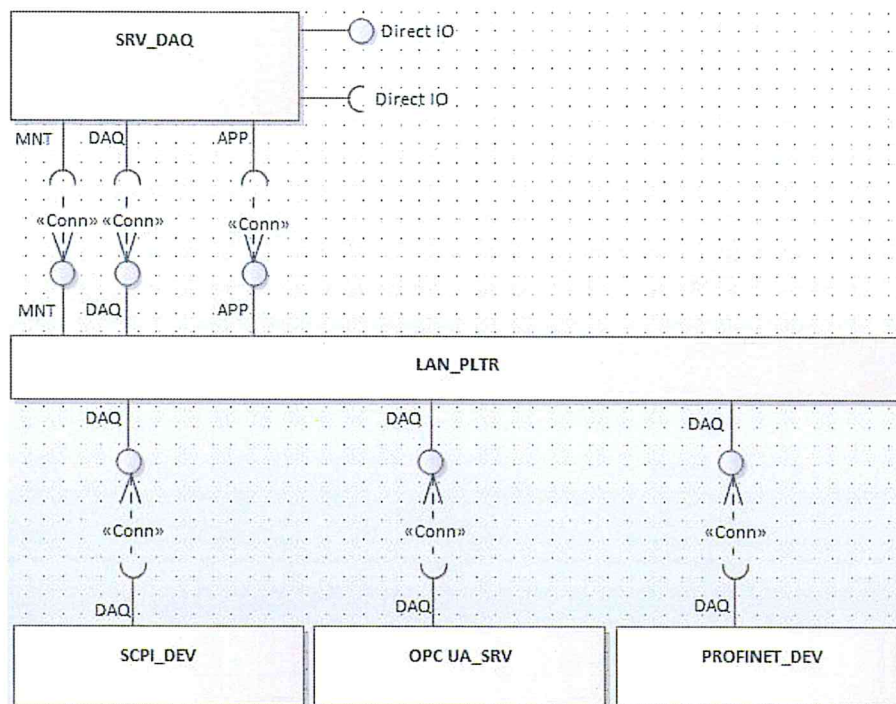 SRV_DAQ
Direct IO
Direct IO
MNT DAQ APP
«Conn» «Conn» «Conn»
MNT DAQ APP
LAN_PLTR
DAQ DAQ DAQ
«Conn» «Conn» «Conn»
DAQ DAQ DAQ
SCPI_DEV OPC UA_SRV PROFINET_DEV